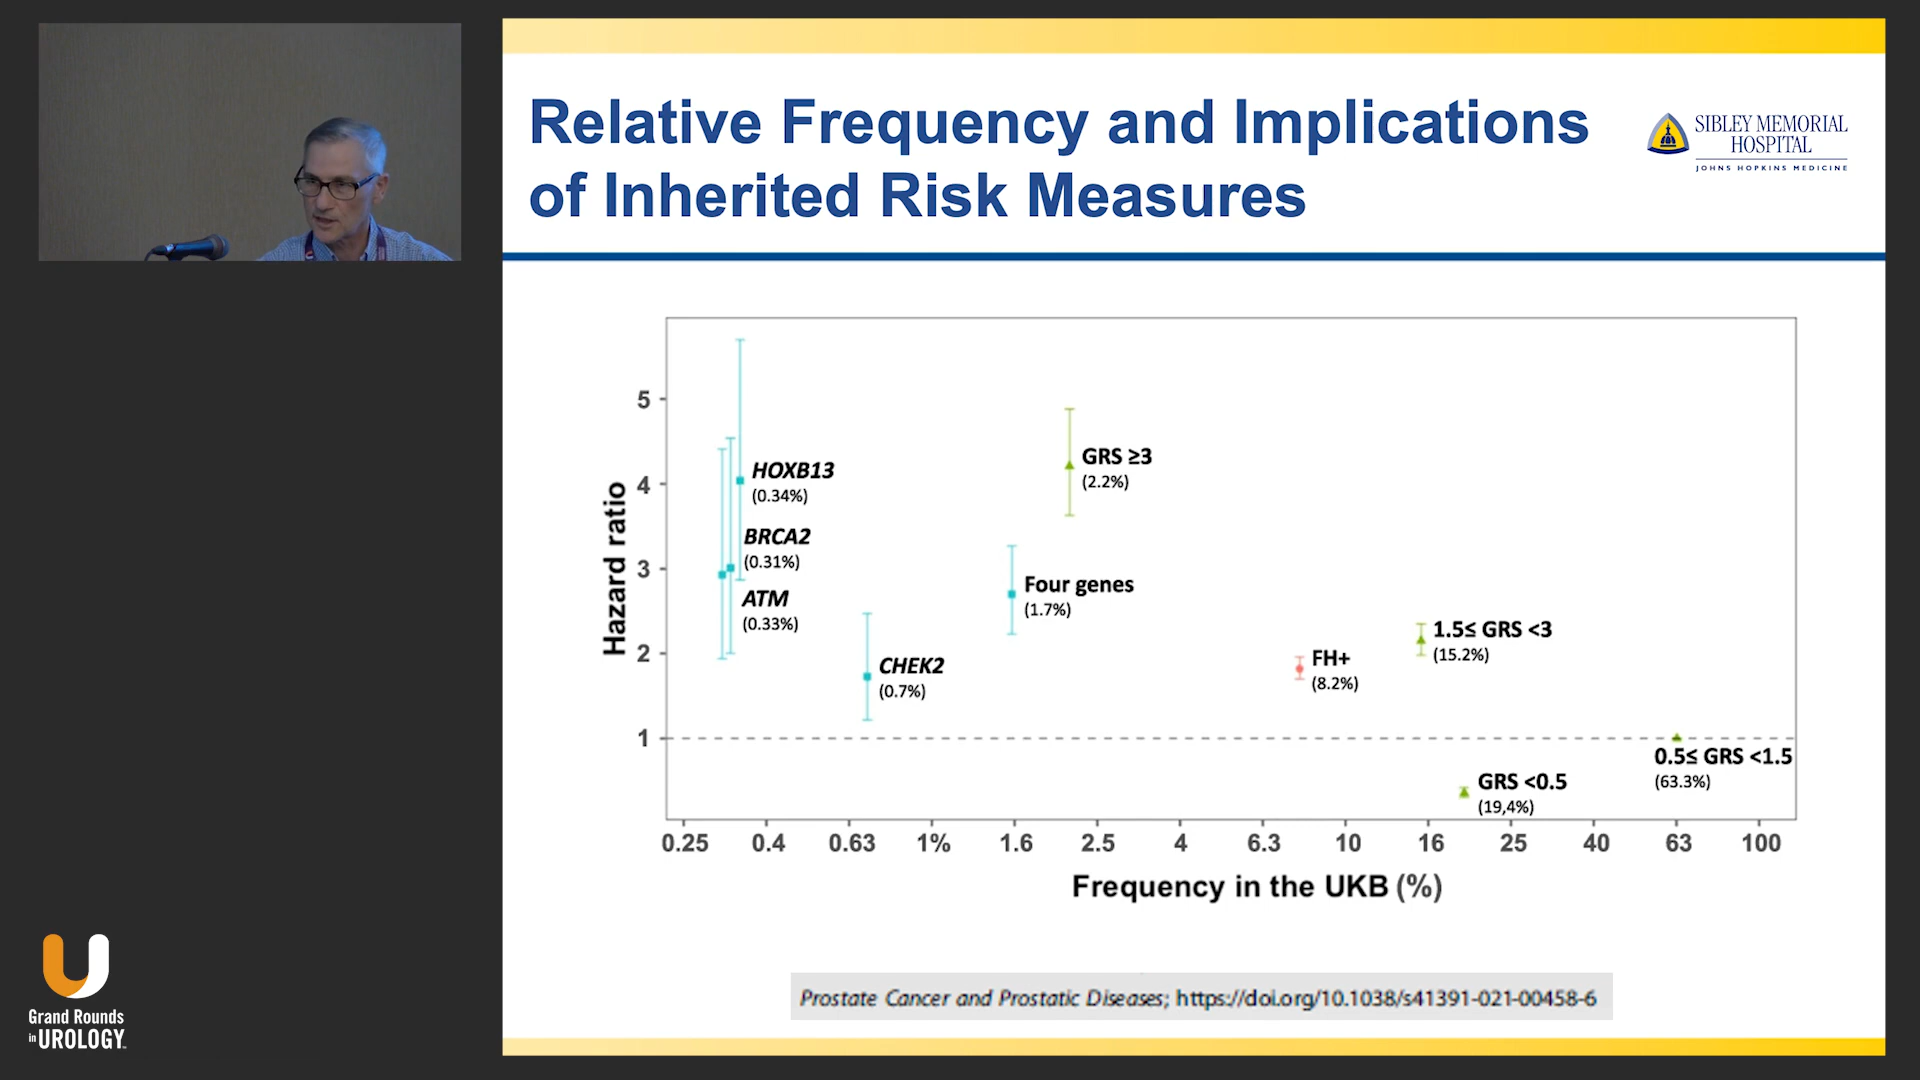 Relative Frequency and Implications
of Inherited Risk Measures
SIBLEY MEMORIAL
HOSPITAL
JOHNS HOPKINS MEDICINE
Hazard ratio
5
4
3
2
1
HOXB13
(0.34%)
BRCA2
(0.31%)
ATM
(0.33%)
CHEK2
(0.7%)
GRS ≥3
(2.2%)
Four genes
(1.7%)
FH+
(8.2%)
1.5≤ GRS <3
(15.2%)
0.5≤ GRS <1.5
(63.3%)
GRS <0.5
(19,4%)
0.25 0.4 0.63 1% 1.6 2.5 4 6.3 10 16 25 40 63 100
Frequency in the UKB (%)
Prostate Cancer and Prostatic Diseases; https://doi.org/10.1038/s41391-021-00458-6
Grand Rounds
in UROLOGY